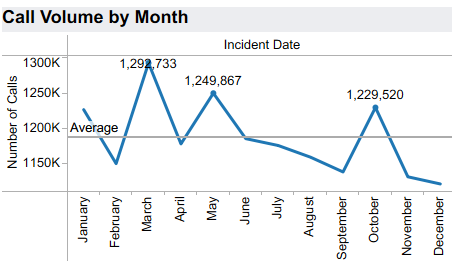 Call Volume by Month
Incident Date
Number of Calls
1300K
1250K
1200K
1150K
1,292,733
1,249,867
1,229,520
Average
January
February
March
April
May
June
July
August
September
October
November
December